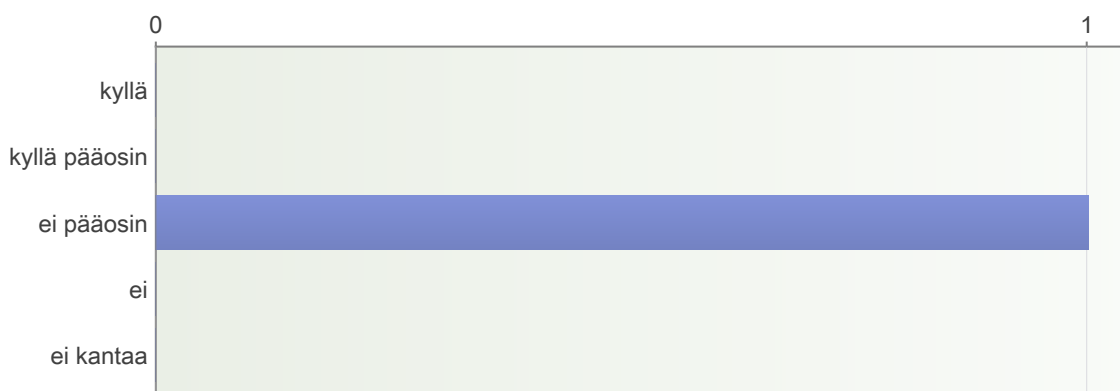 0 1
kyllä
kyllä pääosin
ei pääosin
ei
ei kantaa